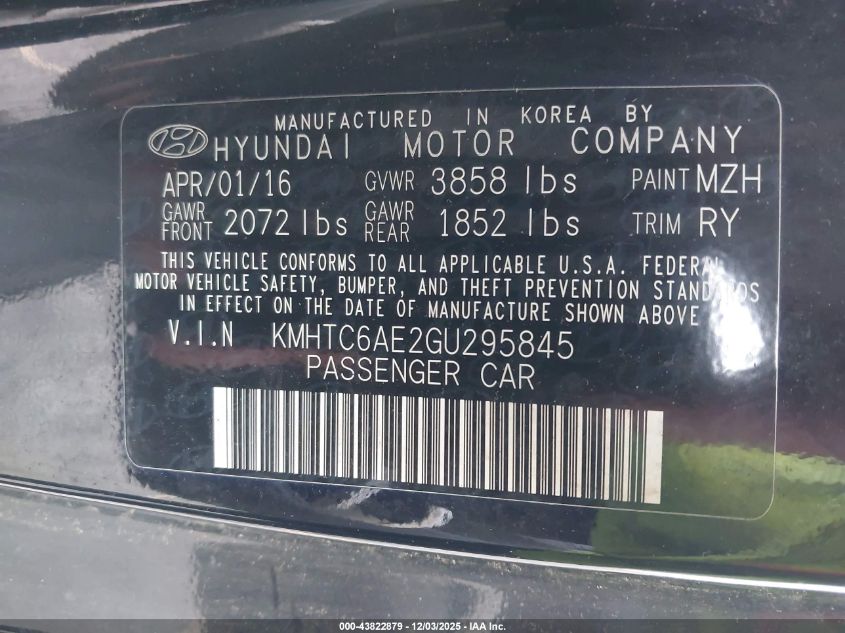 MANUFACTURED IN KOREA BY
HYUNDAI MOTOR COMPANY
APR/01/16 GVWR 3858 lbs PAINT MZH
GAWR FRONT 2072 lbs GAWR REAR 1852 lbs TRIM RY
THIS VEHICLE CONFORMS TO ALL APPLICABLE U.S.A. FEDERAL
MOTOR VEHICLE SAFETY, BUMPER, AND THEFT PREVENTION STANDARDS
IN EFFECT ON THE DATE OF MANUFACTURE SHOWN ABOVE
V.I.N KMHTC6AE2GU295845
PASSENGER CAR
000-43822879 - 12/03/2025 - IAA Inc.